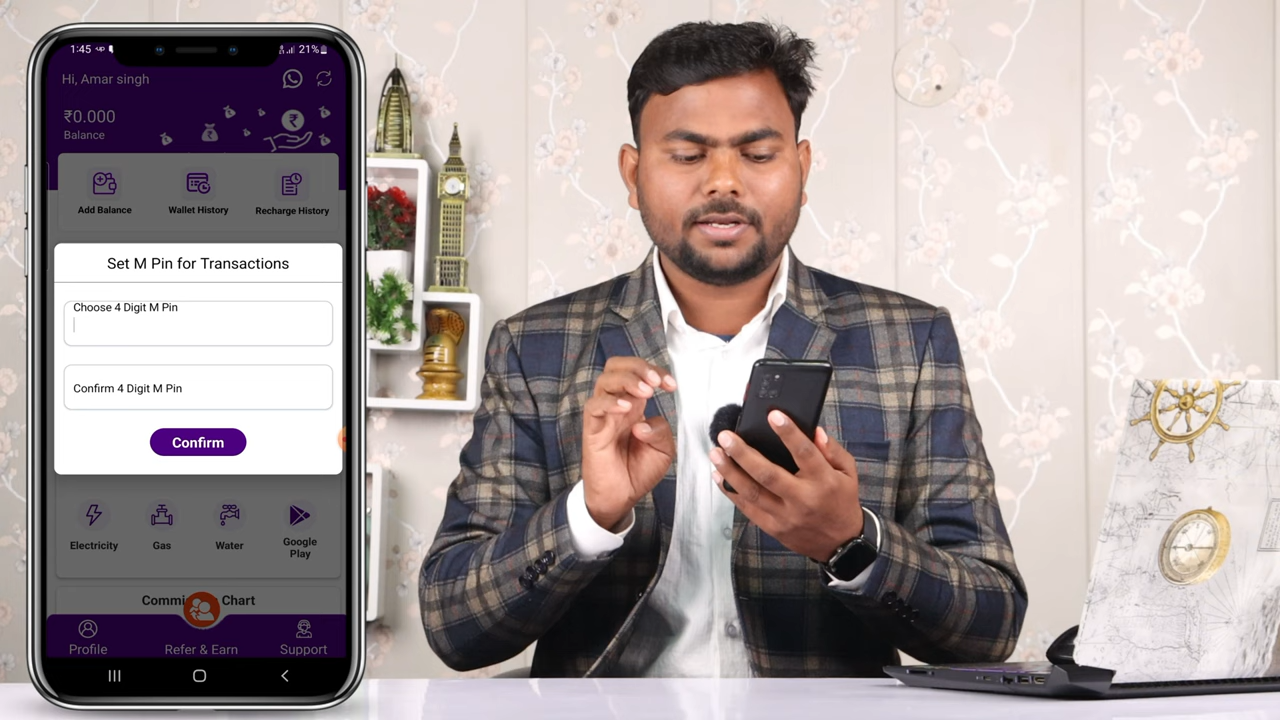 1:45
21%
Hi, Amar singh
₹0.000
Balance
Add Balance
Wallet History
Recharge History
Set M Pin for Transactions
Choose 4 Digit M Pin
Confirm 4 Digit M Pin
Confirm
Electricity
Gas
Water
Google
Play
Chart
Profile
Refer & Earn
Support